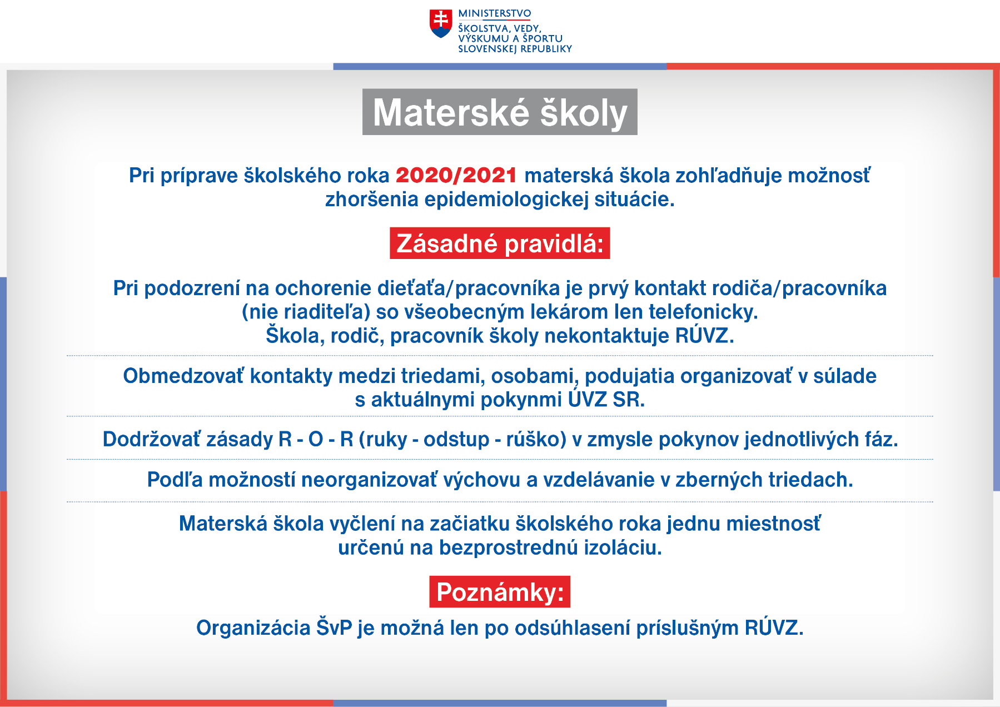 MINISTERSTVO
ŠKOLSTVA, VEDY,
VÝSKUMU A ŠPORTU
SLOVENSKEJ REPUBLIKY
Materské školy
Pri príprave školského roka 2020/2021 materská škola zohľadňuje možnosť
zhoršenia epidemiologickej situácie.
Zásadné pravidlá:
Pri podozrení na ochorenie dieťaťa/pracovníka je prvý kontakt rodiča/pracovníka
(nie riaditeľa) so všeobecným lekárom len telefonicky.
Škola, rodič, pracovník školy nekontaktuje RÚVZ.
Obmedzovať kontakty medzi triedami, osobami, podujatia organizovať v súlade
s aktuálnymi pokynmi ÚVZ SR.
Dodržovať zásady R - O - R (ruky - odstup - rúško) v zmysle pokynov jednotlivých fáz.
Podľa možností neorganizovať výchovu a vzdelávanie v zberných triedach.
Materská škola vyčlení na začiatku školského roka jednu miestnosť
určenú na bezprostrednú izoláciu.
Poznámky:
Organizácia ŠvP je možná len po odsúhlasení príslušným RÚVZ.